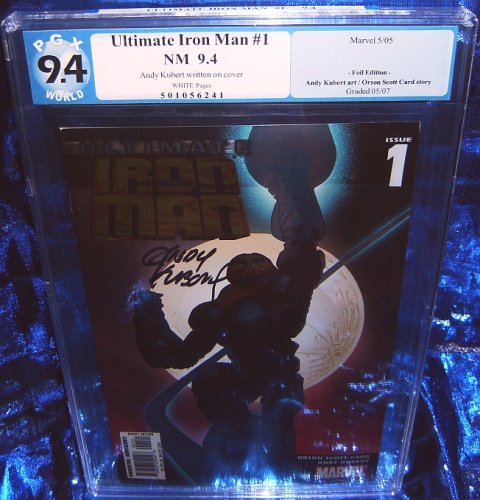 PGX
9.4
WORLD
Ultimate Iron Man #1
NM 9.4
Andy Kubert written on cover
WHITE Pages
501056241
Marvel 5/05
- Foil Edition -
Andy Kubert art / Orson Scott Card story
Graded 05/07
ULTIMATE
IRON
MAN
ISSUE
1
ANDY
KUBERT
ORSON SCOTT CARD
ANDY KUBERT
MARVEL